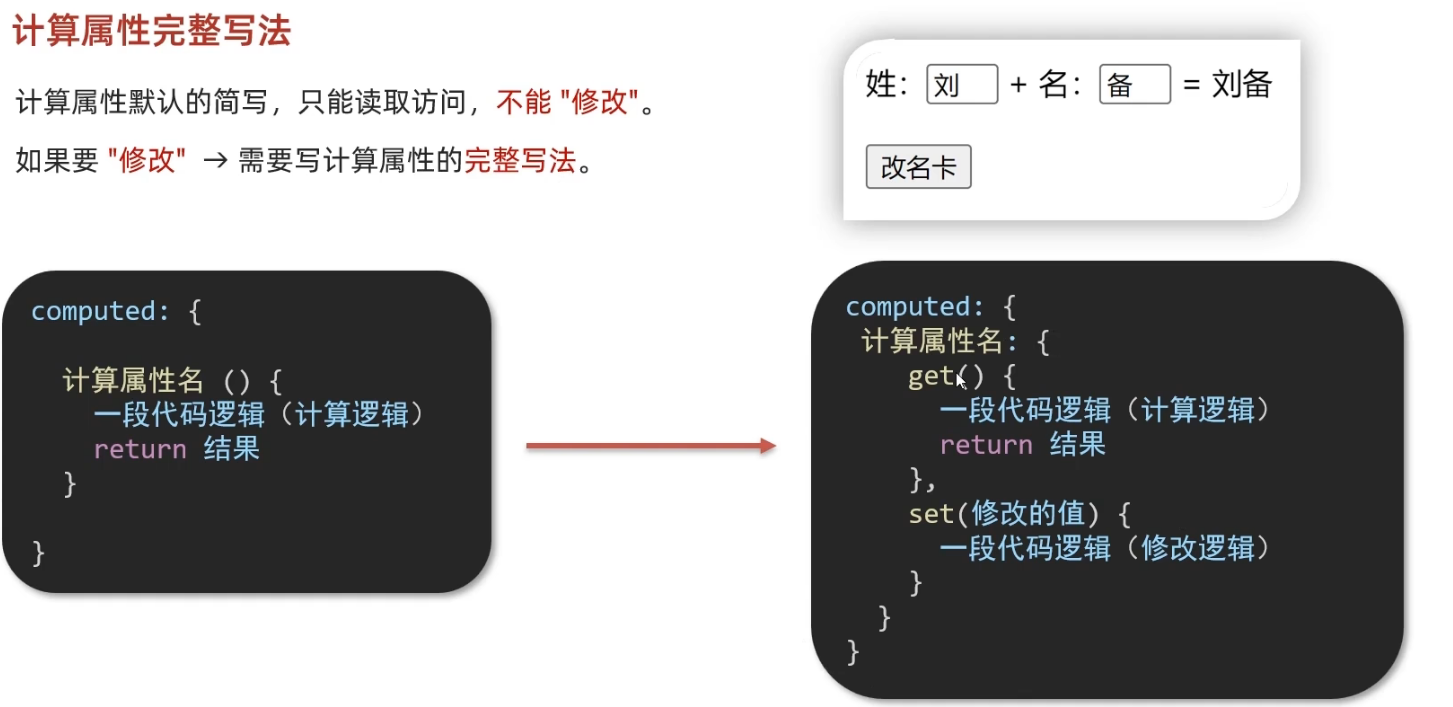 计算属性完整写法
计算属性默认的简写，只能读取访问，不能 "修改"。
如果要 "修改" → 需要写计算属性的完整写法。
姓：刘 + 名：备 = 刘备
改名卡
computed: {
计算属性名 () {
一段代码逻辑（计算逻辑）
return 结果
}
}
computed: {
计算属性名: {
get() {
一段代码逻辑（计算逻辑）
return 结果
},
set(修改的值) {
一段代码逻辑（修改逻辑）
}
}
}